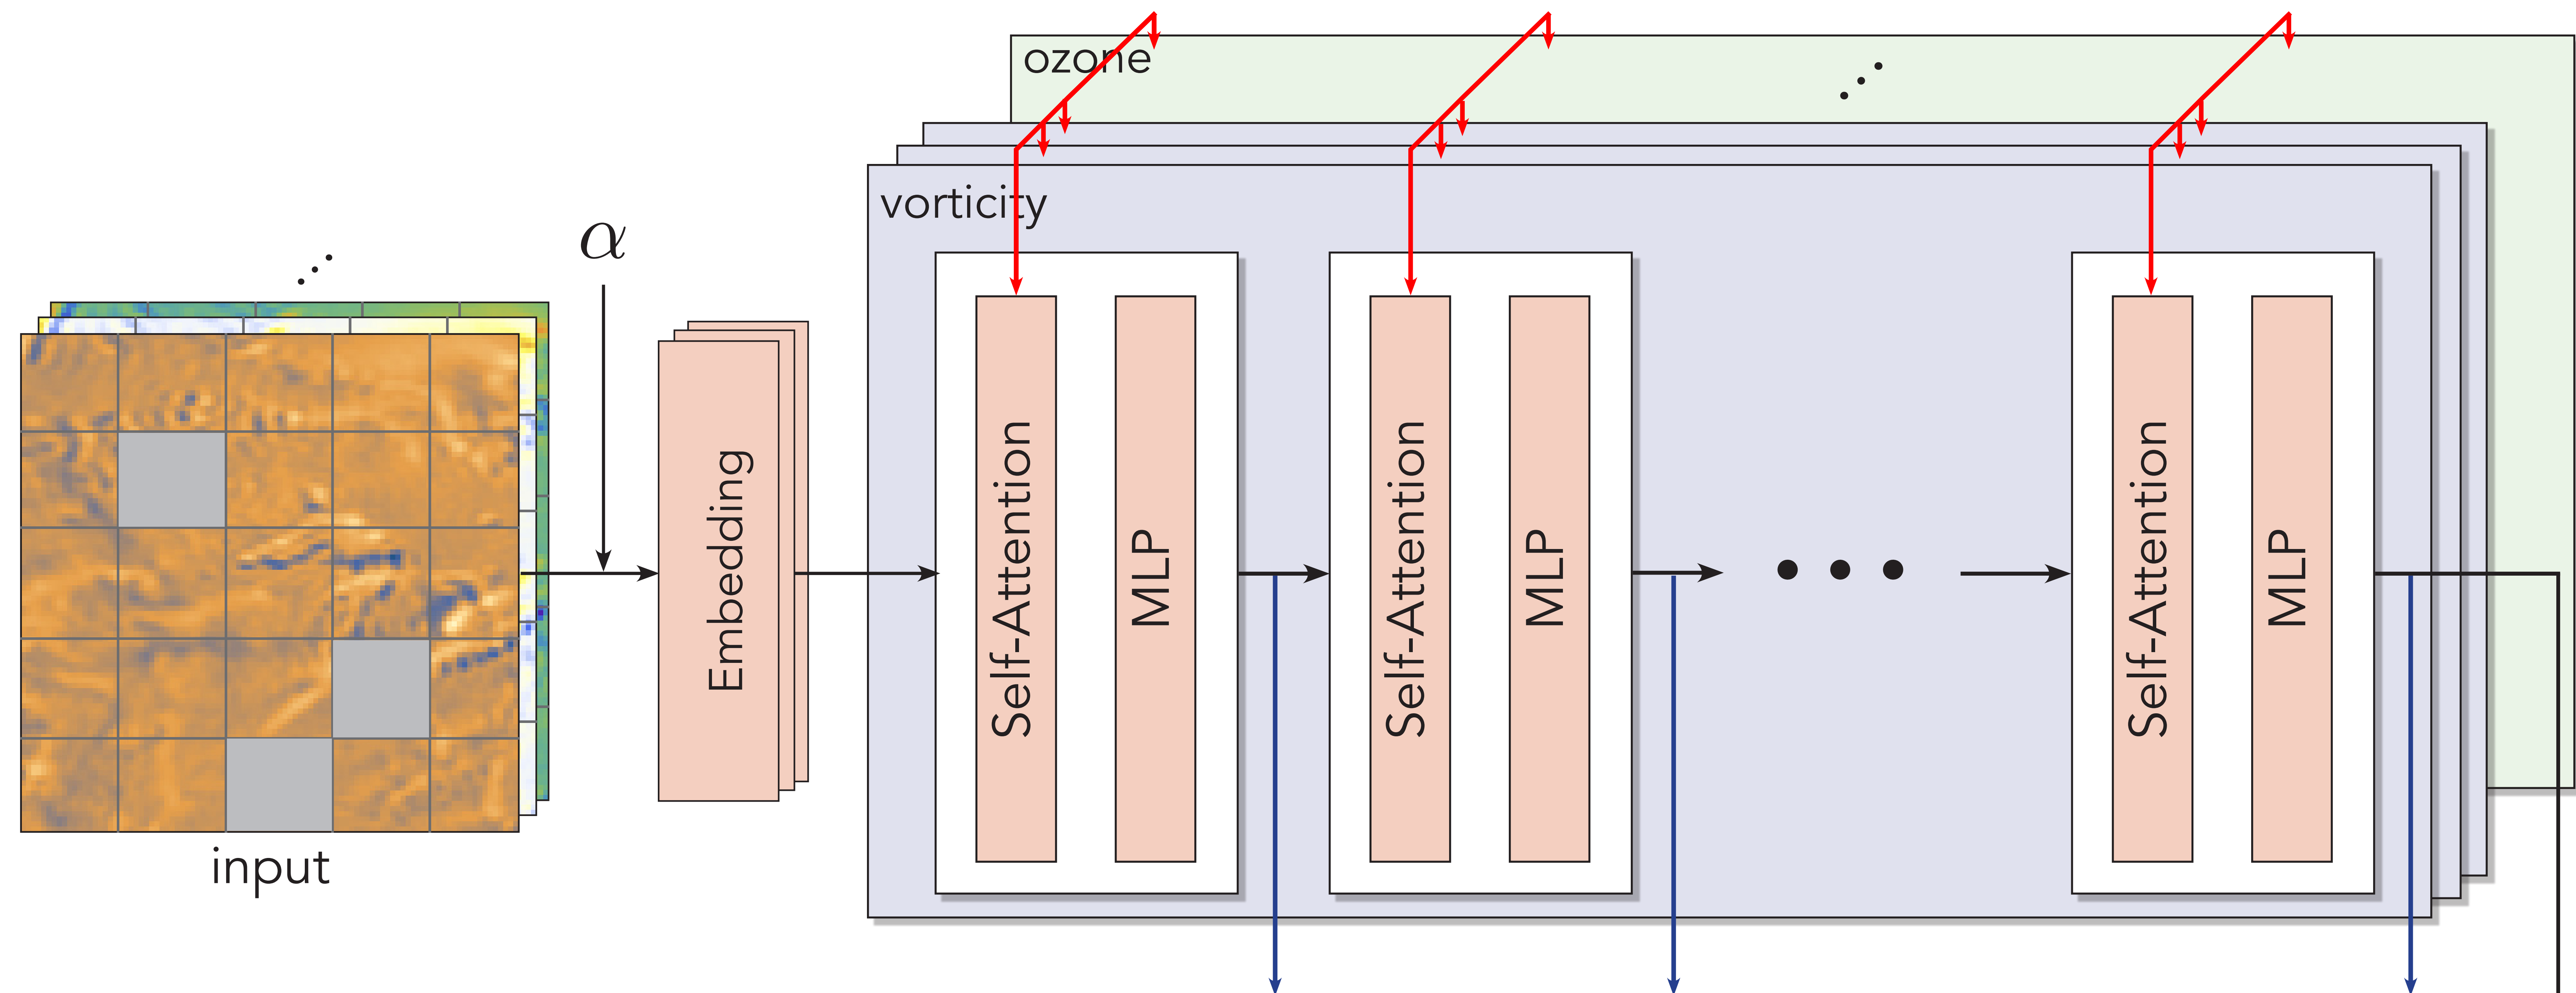 ozone
vorticity
α
Embedding
Self-Attention
MLP
Self-Attention
MLP
Self-Attention
MLP
input